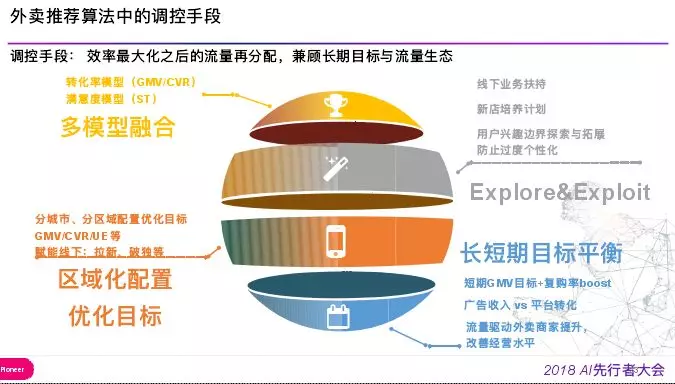 外卖推荐算法中的调控手段
调控手段： 效率最大化之后的流量再分配，兼顾长期目标与流量生态
转化率模型（GMV/CVR）
满意度模型（ST）
多模型融合
线下业务扶持
新店培养计划
用户兴趣边界探索与拓展
防止过度个性化
Explore&Exploit
分城市、分区域配置优化目标
GMV/CVR/UE 等
赋能线下：拉新、破独等
区域化配置
优化目标
长短期目标平衡
短期GMV目标+复购率boost
广告收入 vs 平台转化
流量驱动外卖商家提升，
改善经营水平
Pioneer
2018 AI先行者大会